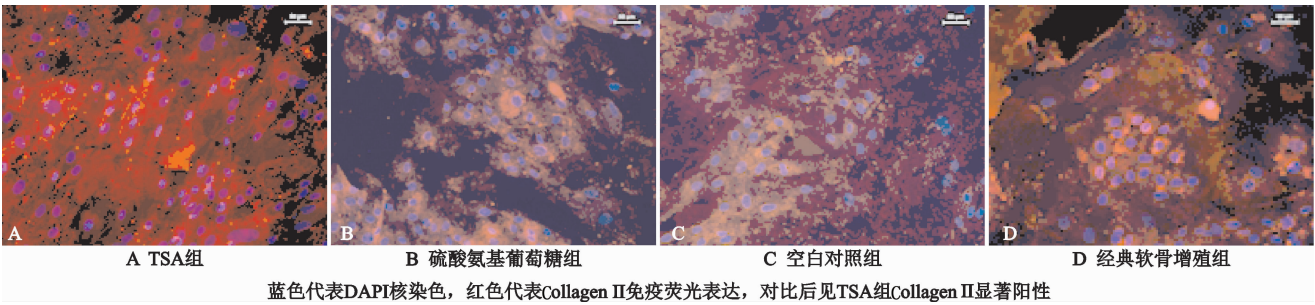 A
B
C
D
A TSA组
B 硫酸氨基葡萄糖组
C 空白对照组
D 经典软骨增殖组
蓝色代表DAPI核染色，红色代表Collagen II免疫荧光表达，对比后见TSA组Collagen II显著阳性